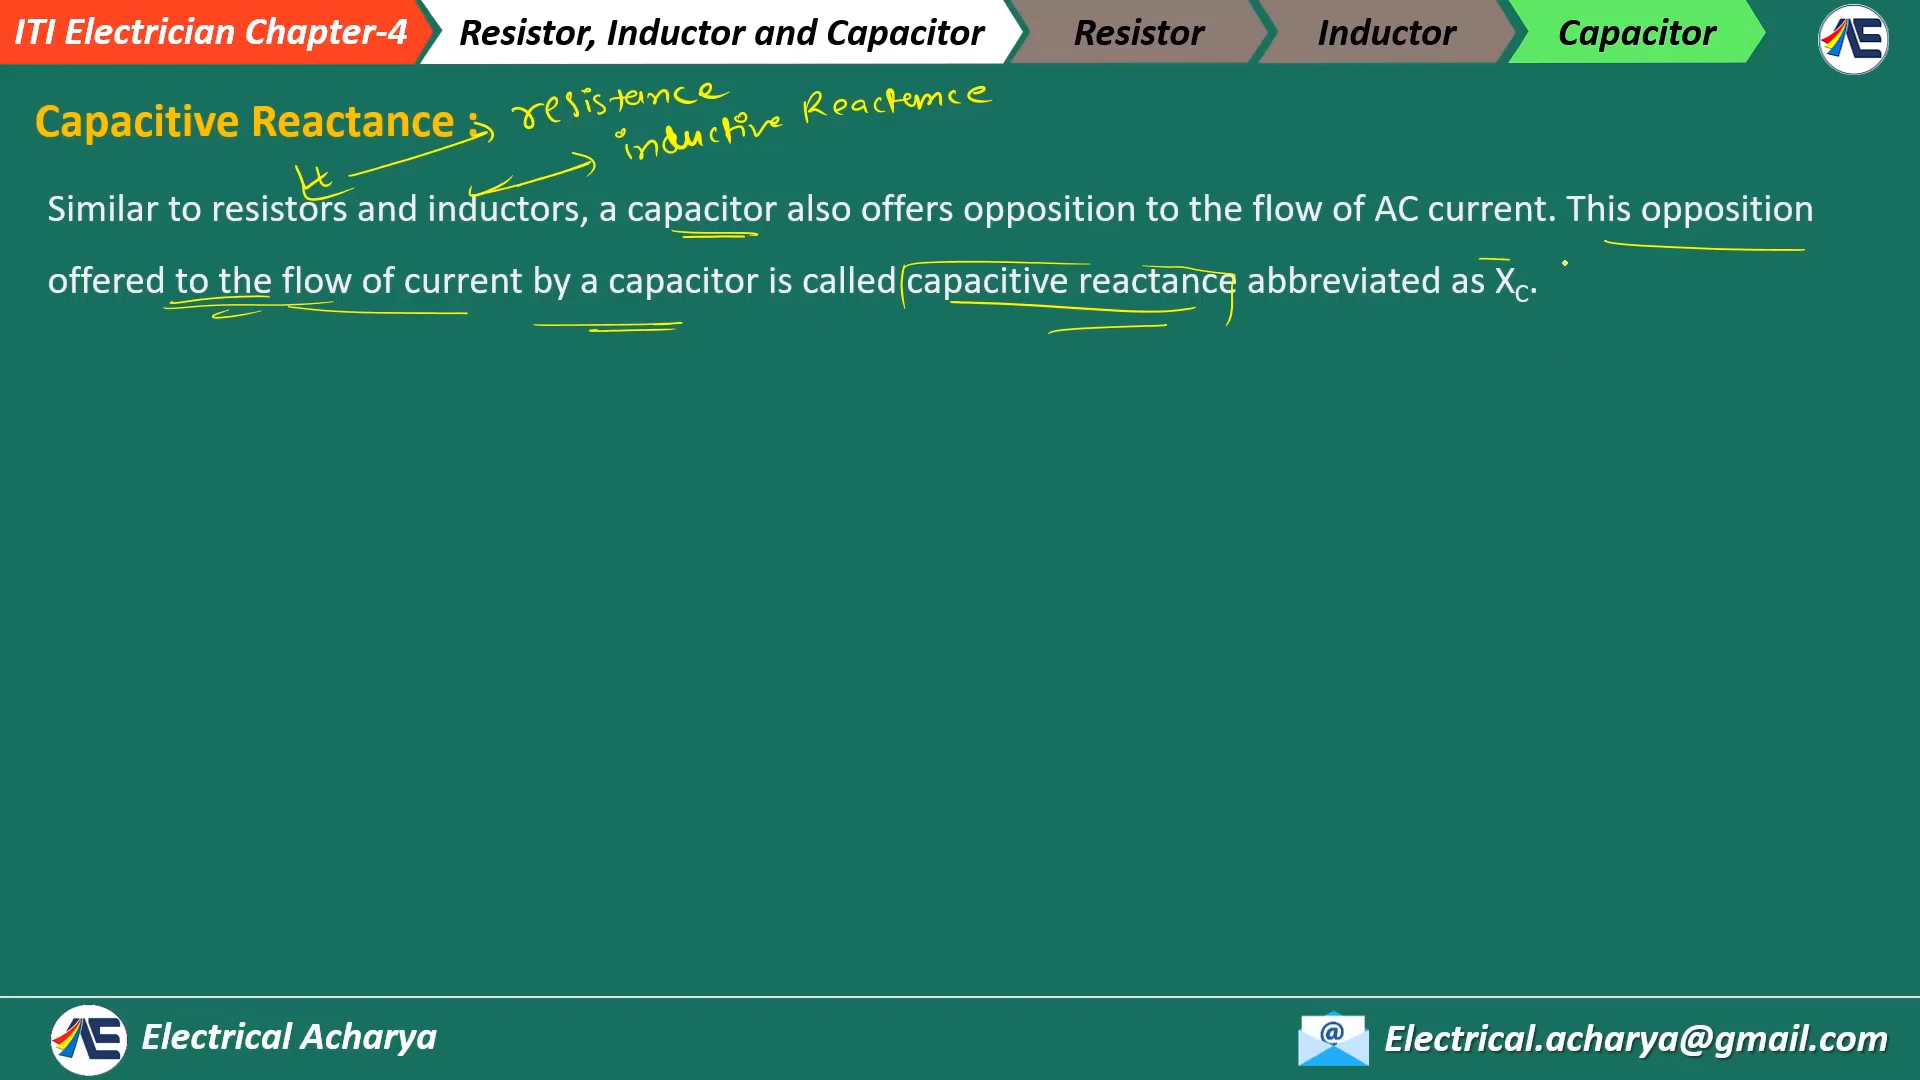 ITI Electrician Chapter-4 Resistor, Inductor and Capacitor Resistor Inductor Capacitor AE
Capacitive Reactance :
resistance
inductive Reactance
Similar to resistors and inductors, a capacitor also offers opposition to the flow of AC current. This opposition
offered to the flow of current by a capacitor is called capacitive reactance abbreviated as XC.
AE Electrical Acharya @ Electrical.acharya@gmail.com